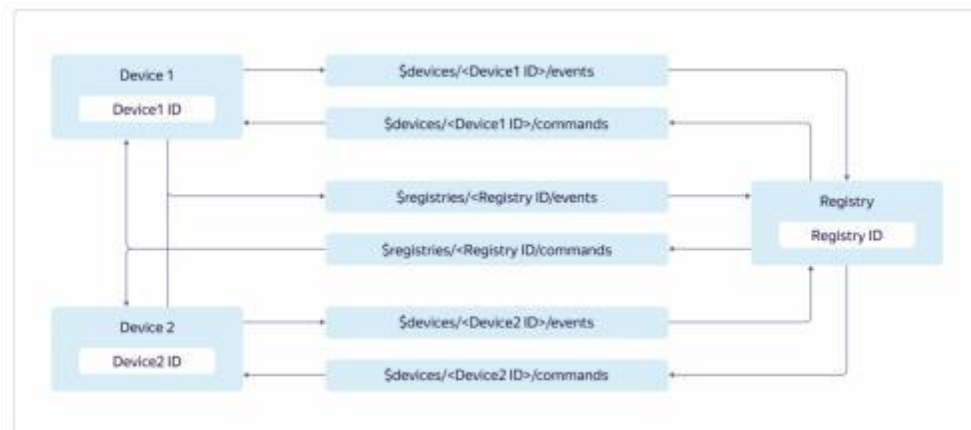 Device 1
Device1 ID
$devices/<Device1 ID>/events
$devices/<Device1 ID>/commands
$registries/<Registry ID/events
$registries/<Registry ID/commands
Registry
Registry ID
Device 2
Device2 ID
$devices/<Device2 ID>/events
$devices/<Device2 ID>/commands